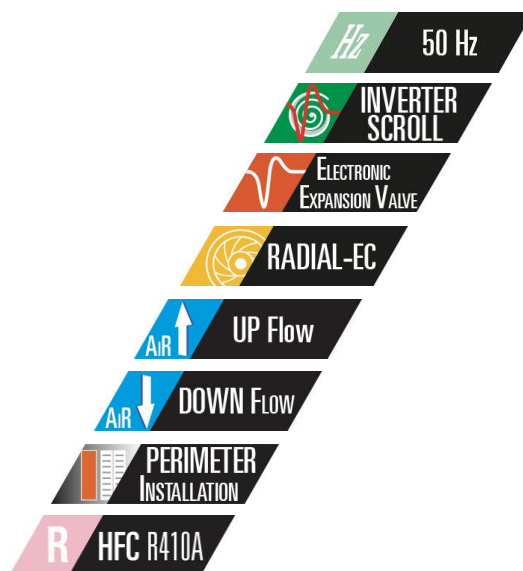 Hz 50 Hz
INVERTER
SCROLL
ELECTRONIC
EXPANSION VALVE
RADIAL-EC
AIR UP Flow
AIR DOWN FLOW
PERIMETER
INSTALLATION
R HFC R410A